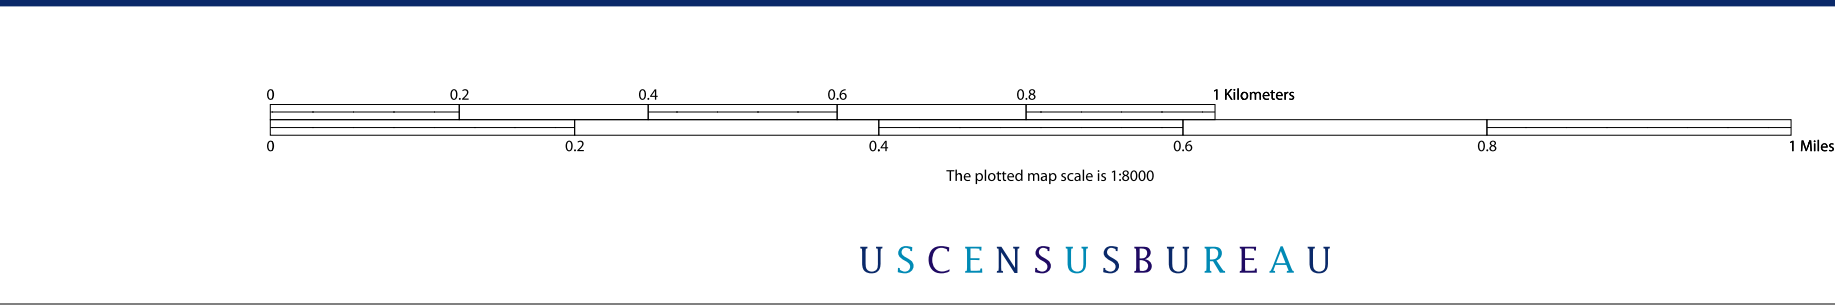 0 0.2 0.4 0.6 0.8 1 Kilometers
0 0.2 0.4 0.6 0.8 1 Miles
The plotted map scale is 1:8000
USCENSUSBUREAU